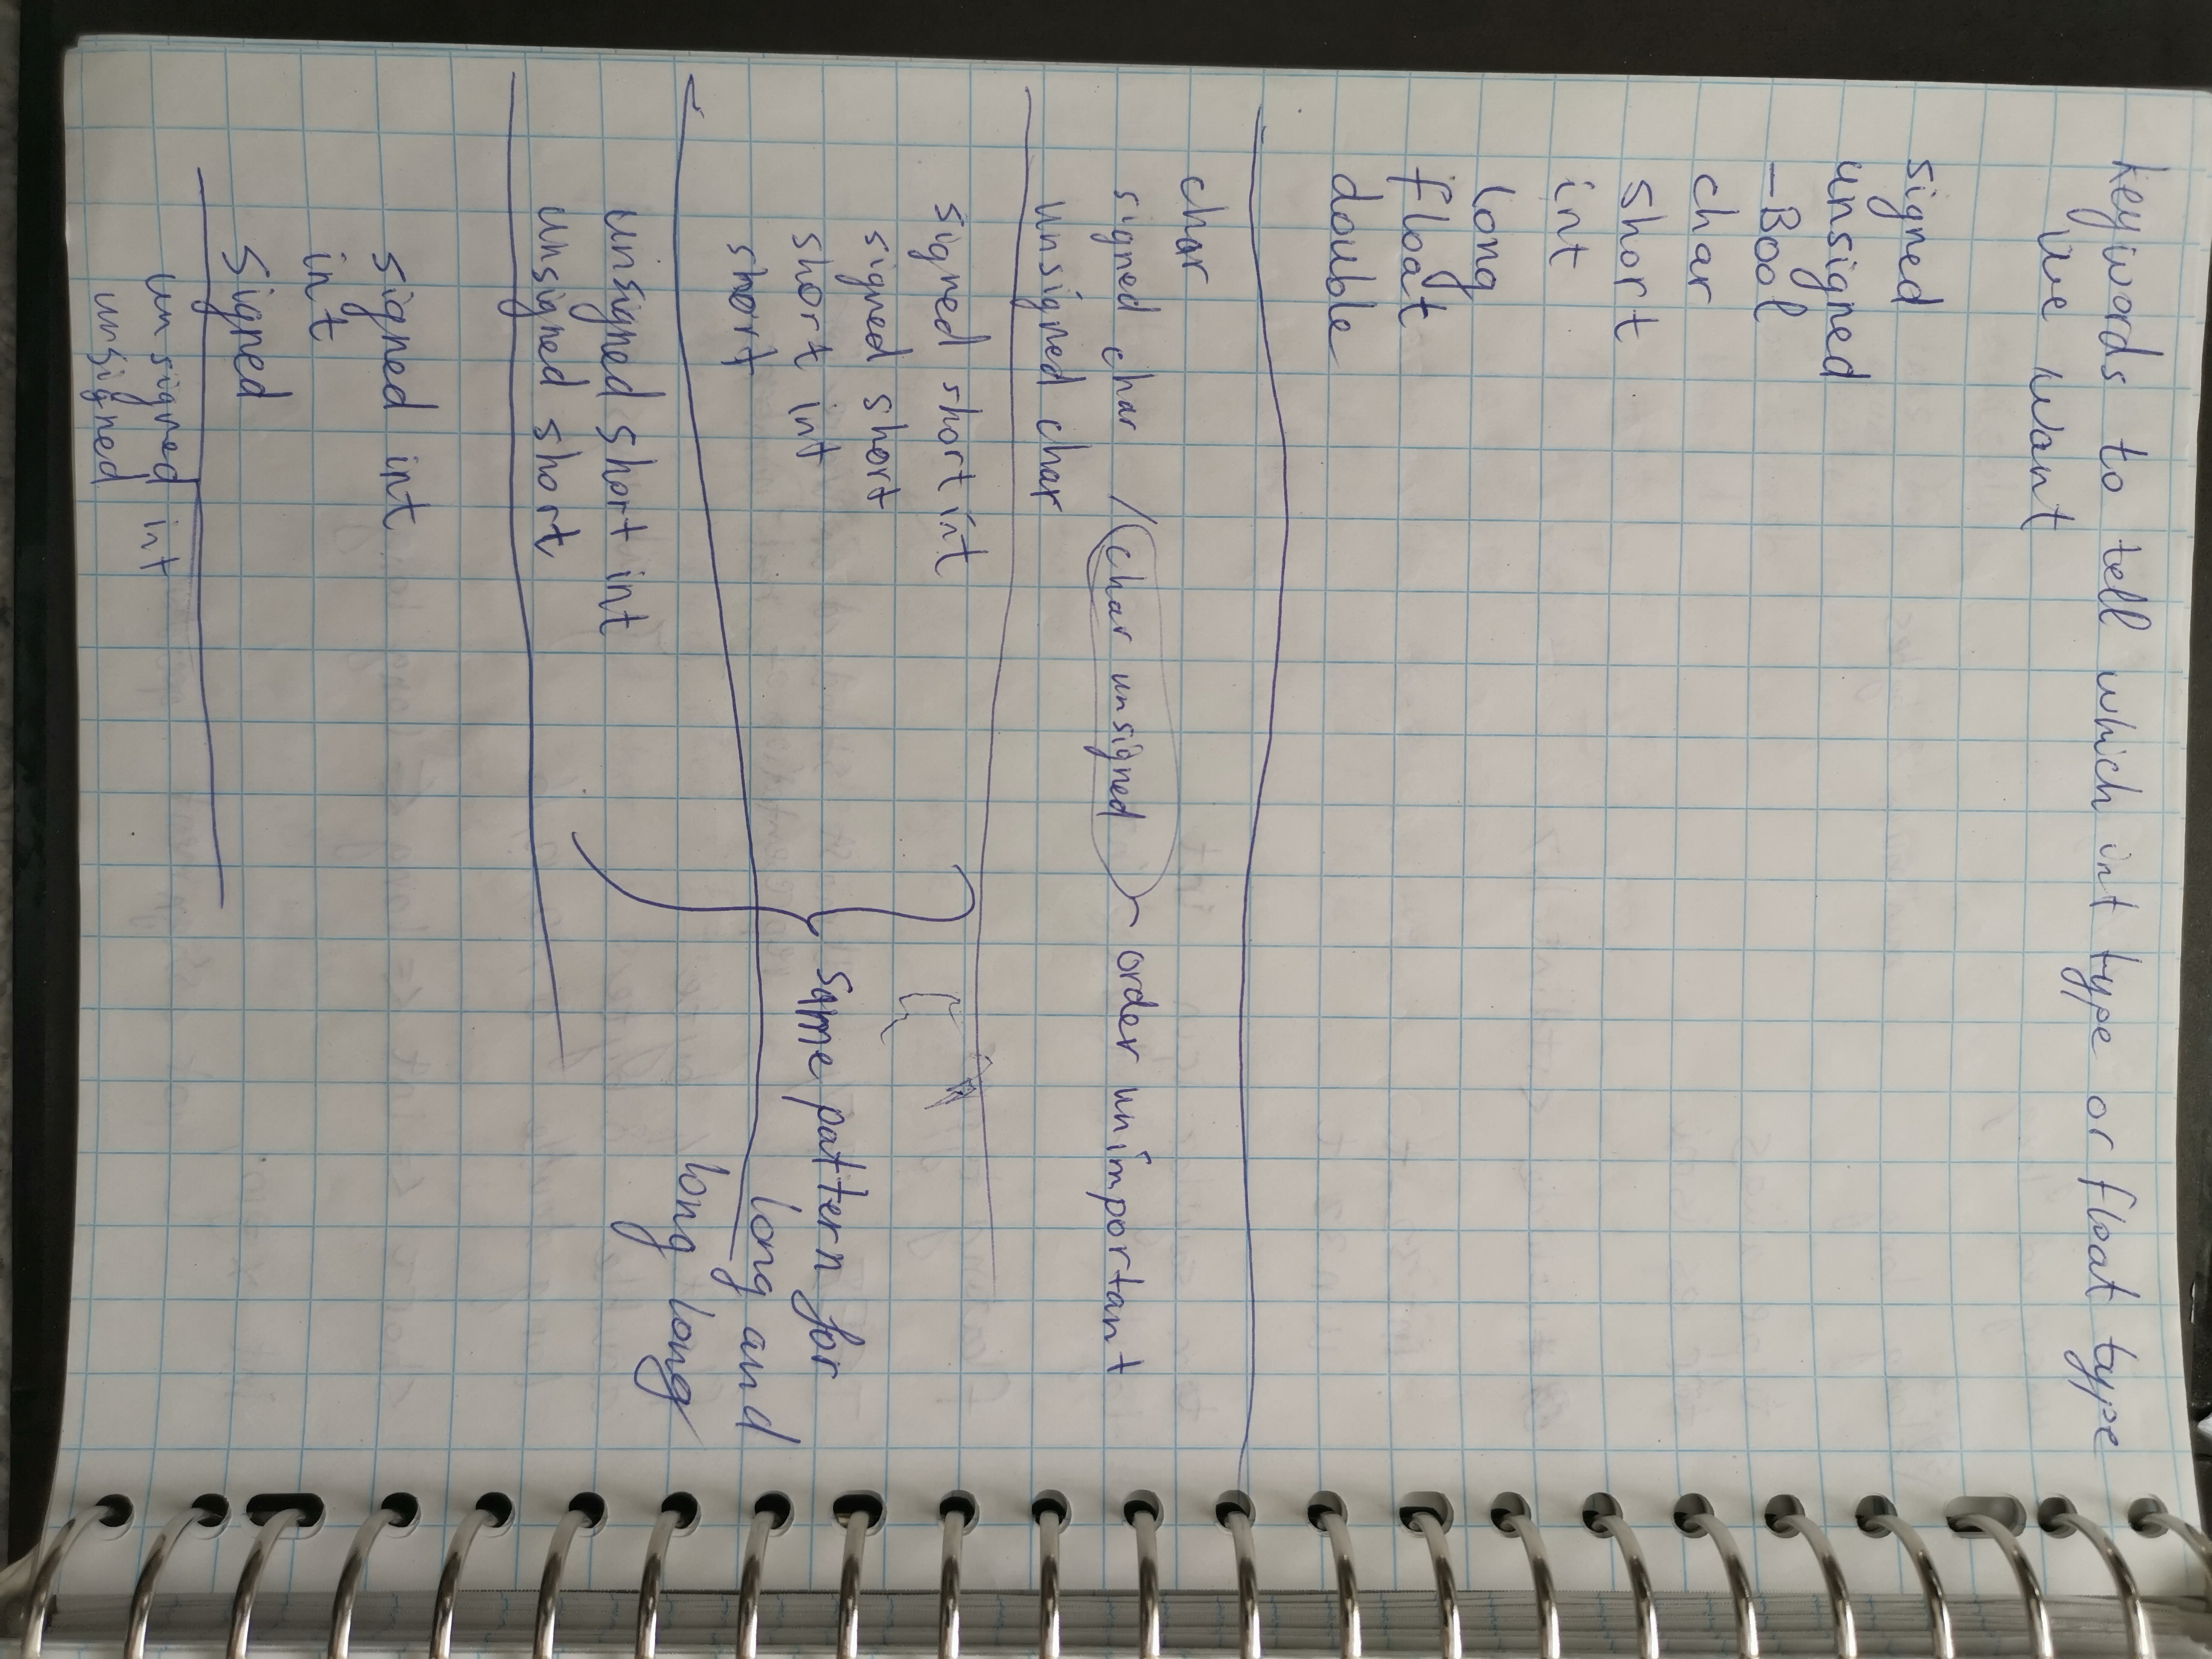 keywords to tell which int type or float type
we want
signed
unsigned
_Bool
char
short
int
long
float
double
char
signed char / char unsigned - order unimportant
unsigned char
signed short int
signed short
short int
short
same pattern for
long and
long long
unsigned short int
unsigned short
signed int
int
signed
unsigned int
unsigned